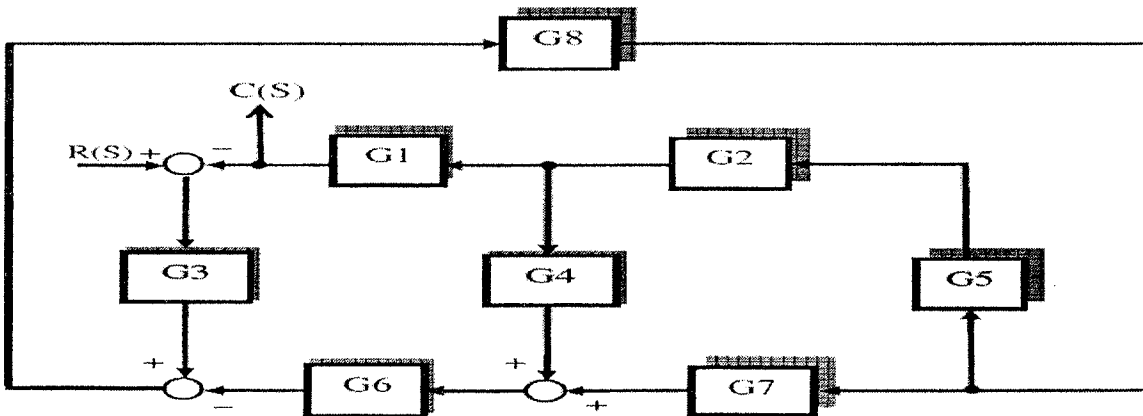 G8
C(S)
R(S) + −
G1
G2
G3
G4
G5
+
+
G6
−
+
G7